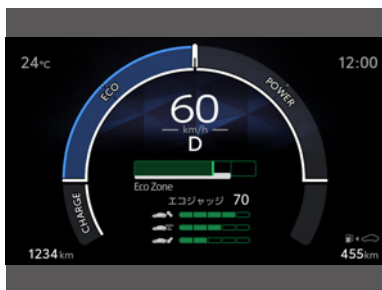 24°C
12:00
ECO
POWER
60
km/h
D
Eco Zone
エコジャッジ 70
CHARGE
1234km
455km